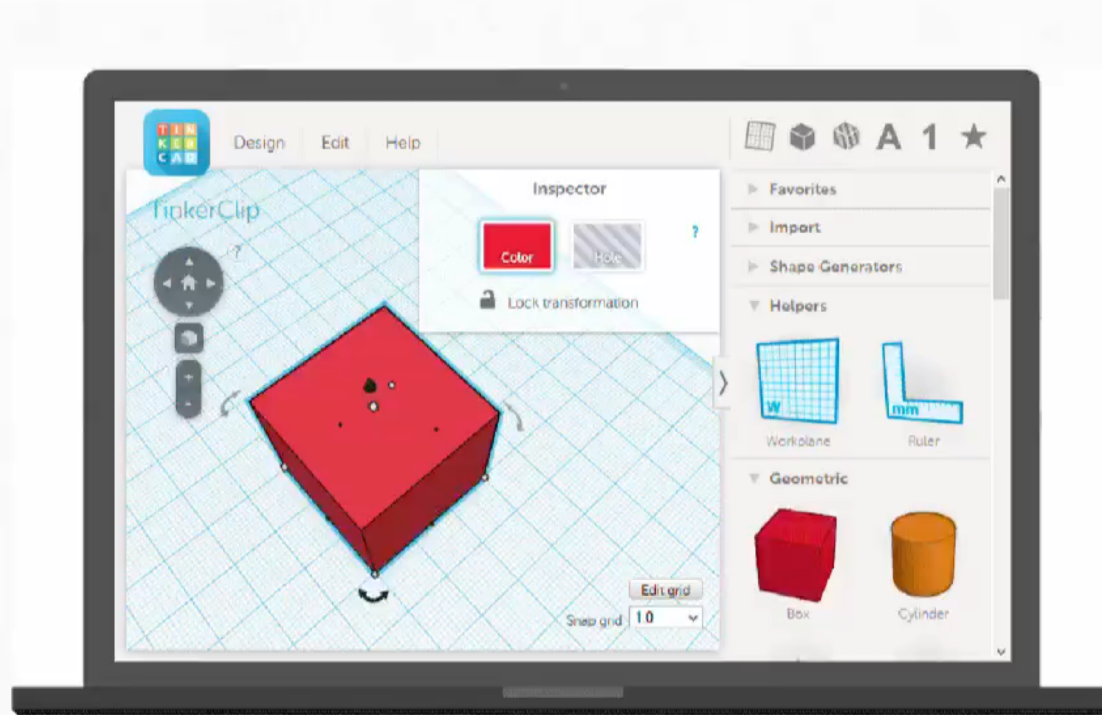 TIN
KER
CAD
Design Edit Help
A 1
TinkerClip
?
Inspector
Color
Hole
?
Lock transformation
+
-
Edit grid
Snap grid 1.0
Favorites
Import
Shape Generators
Helpers
W
mm
Workplane Ruler
Geometric
Box Cylinder